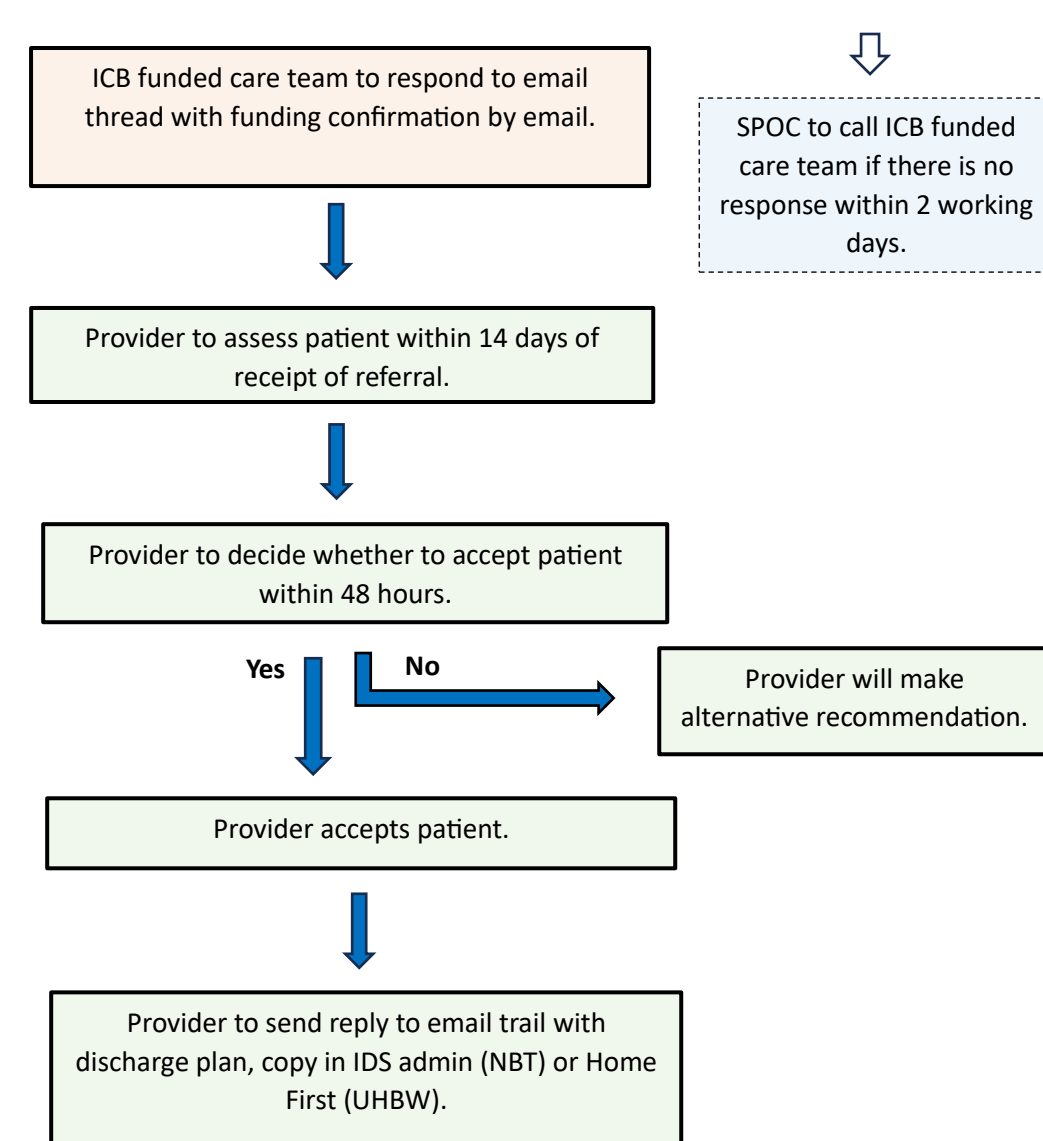 ICB funded care team to respond to email
thread with funding confirmation by email.
SPOC to call ICB funded
care team if there is no
response within 2 working
days.
Provider to assess patient within 14 days of
receipt of referral.
Provider to decide whether to accept patient
within 48 hours.
Yes
No
Provider will make
alternative recommendation.
Provider accepts patient.
Provider to send reply to email trail with
discharge plan, copy in IDS admin (NBT) or Home
First (UHBW).